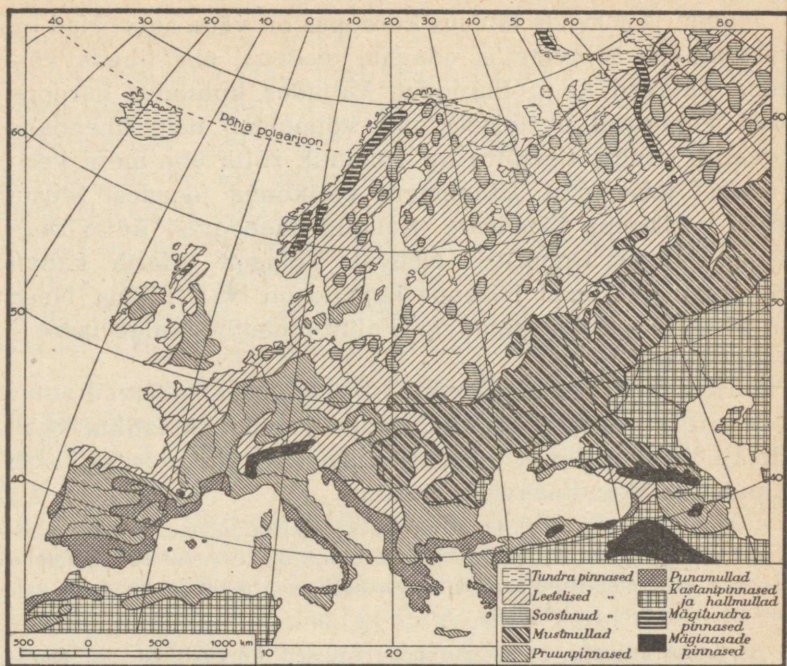 40 30 20 10 0 10 20 30 40 50 60 70 80
Põhja polaarjoon
60
60
50
50
40
40
Tundra pinnased
Leetelised „
Soostunud „
Mustmullad
Pruunpinnased
Punamullad
Kastanipinnased
ja hallmullad
Mägitundra
pinnased
Mägiaasade
pinnased
500 0 500 1000 km
10 20